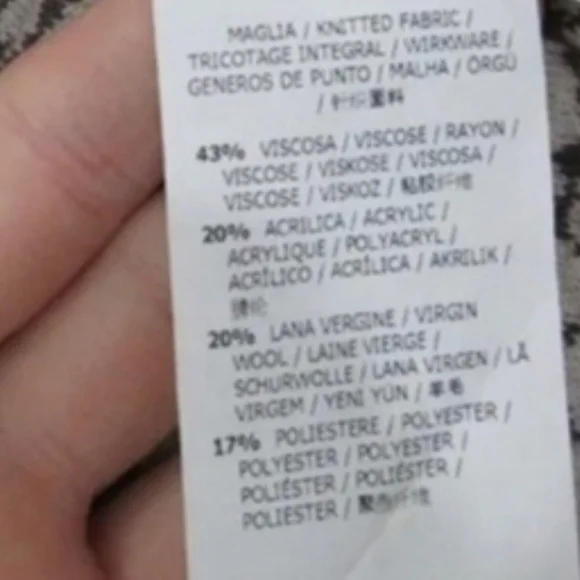 MAGLIA / KNITTED FABRIC /
TRICOTAGE INTEGRAL / WIRKWARE /
GENEROS DE PUNTO / MALHA / ÖRGÜ
/ 针织面料
43% VISCOSA / VISCOSE / RAYON /
VISCOSE / VISKOSE / VISCOSA /
VISCOSE / VISKOZ / 粘胶纤维
20% ACRILICA / ACRYLIC /
ACRYLIQUE / POLYACRYL /
ACRÍLICO / ACRÍLICA / AKRILIK /
腈纶
20% LANA VERGINE / VIRGIN
WOOL / LAINE VIERGE /
SCHURWOLLE / LANA VIRGEN / LÃ
VIRGEM / YENI YÜN / 羊毛
17% POLIESTERE / POLYESTER /
POLYESTER / POLYESTER /
POLIÉSTER / POLIÉSTER /
POLIESTER / 聚酯纤维